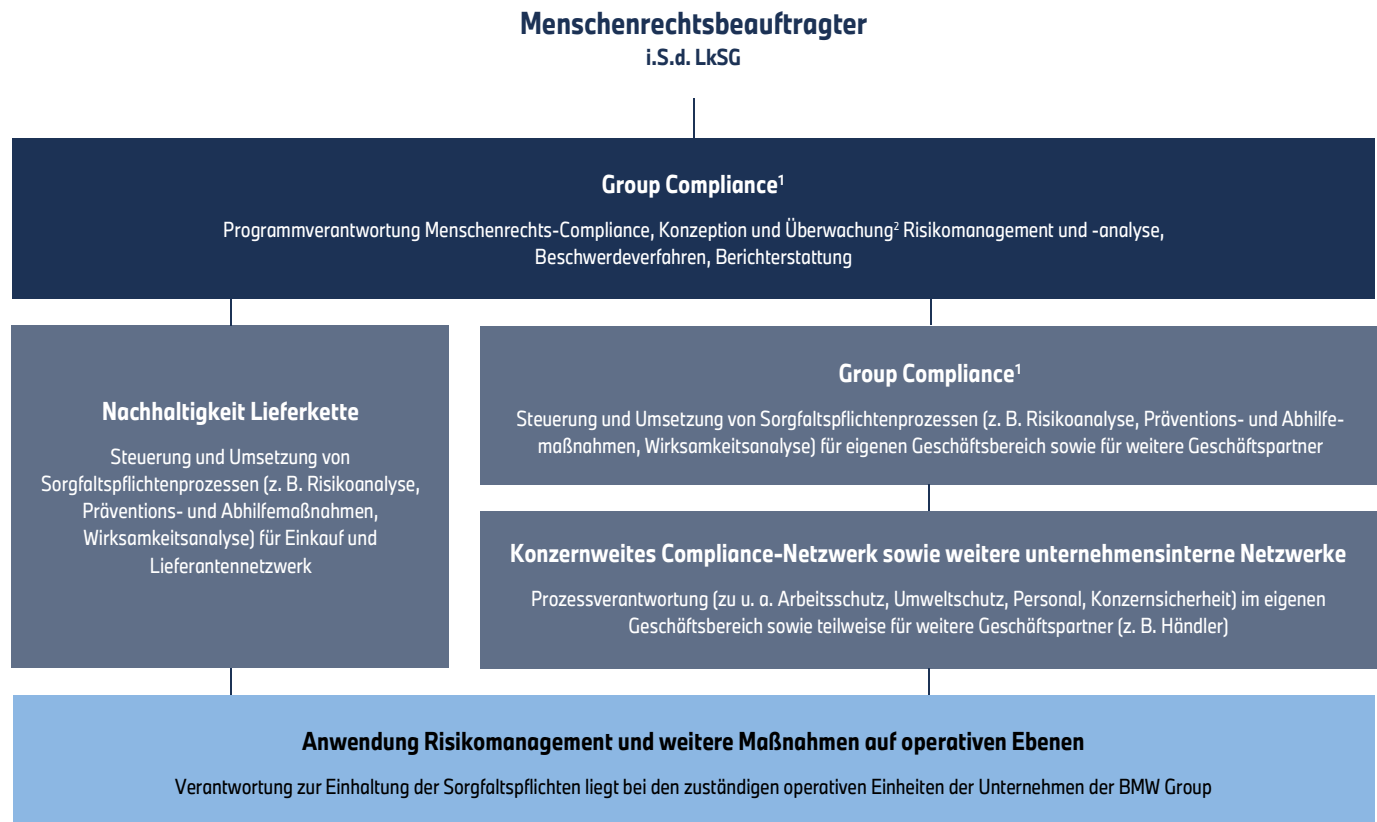 Menschenrechtsbeauftragter
i.S.d. LkSG
Group Compliance¹
Programmverantwortung Menschenrechts-Compliance, Konzeption und Überwachung² Risikomanagement und -analyse,
Beschwerdeverfahren, Berichterstattung
Nachhaltigkeit Lieferkette
Steuerung und Umsetzung von
Sorgfaltspflichtenprozessen (z. B. Risikoanalyse,
Präventions- und Abhilfemaßnahmen,
Wirksamkeitsanalyse) für Einkauf und
Lieferantennetzwerk
Group Compliance¹
Steuerung und Umsetzung von Sorgfaltspflichtenprozessen (z. B. Risikoanalyse, Präventions- und Abhilfe-
maßnahmen, Wirksamkeitsanalyse) für eigenen Geschäftsbereich sowie für weitere Geschäftspartner
Konzernweites Compliance-Netzwerk sowie weitere unternehmensinterne Netzwerke
Prozessverantwortung (zu u. a. Arbeitsschutz, Umweltschutz, Personal, Konzernsicherheit) im eigenen
Geschäftsbereich sowie teilweise für weitere Geschäftspartner (z. B. Händler)
Anwendung Risikomanagement und weitere Maßnahmen auf operativen Ebenen
Verantwortung zur Einhaltung der Sorgfaltspflichten liegt bei den zuständigen operativen Einheiten der Unternehmen der BMW Group